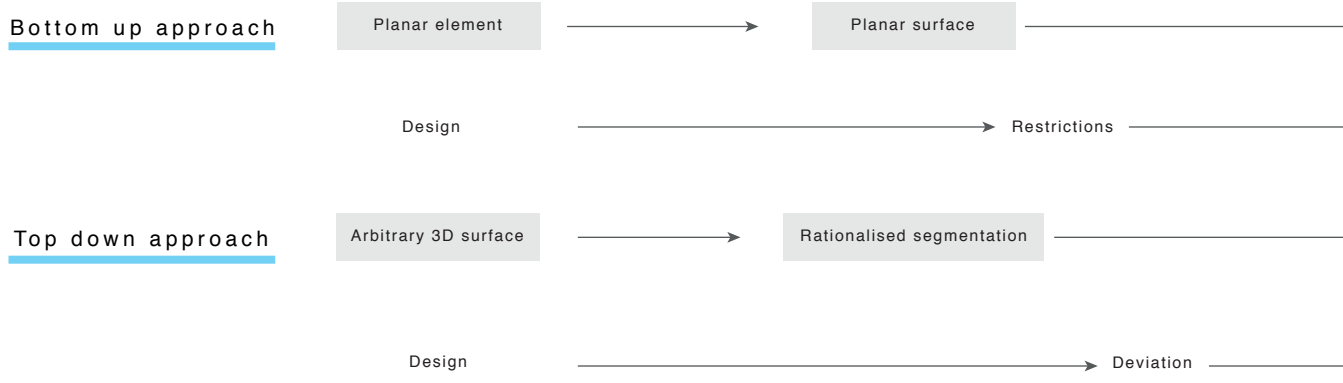 Bottom up approach
Planar element
Planar surface
Design
Restrictions
Top down approach
Arbitrary 3D surface
Rationalised segmentation
Design
Deviation